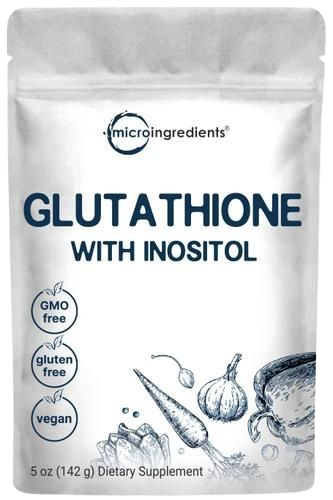 microingredients®
GLUTATHIONE
WITH INOSITOL
GMO
free
gluten
free
vegan
5 oz (142 g) Dietary Supplement